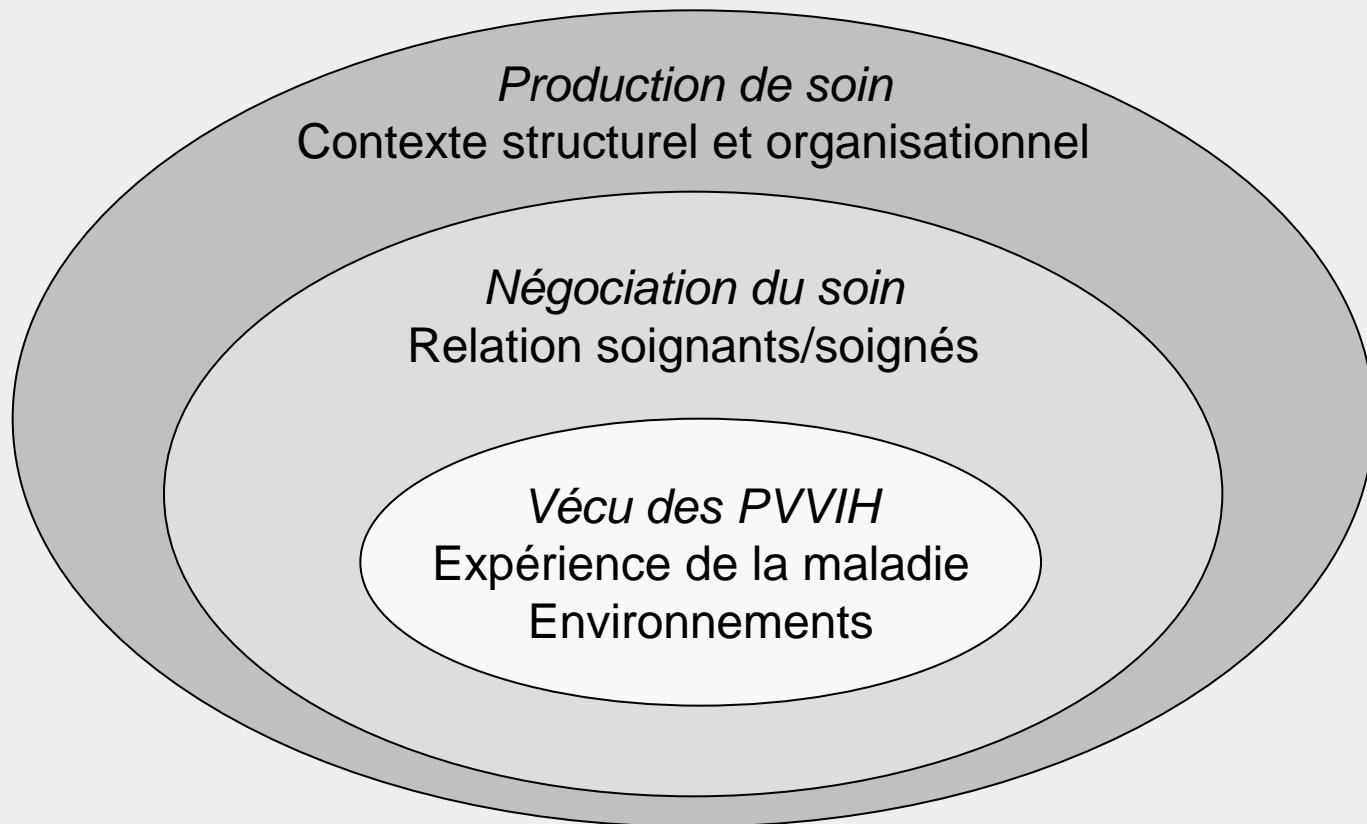 Production de soin
Contexte structurel et organisationnel
Négociation du soin
Relation soignants/soignés
Vécu des PVVIH
Expérience de la maladie
Environnements